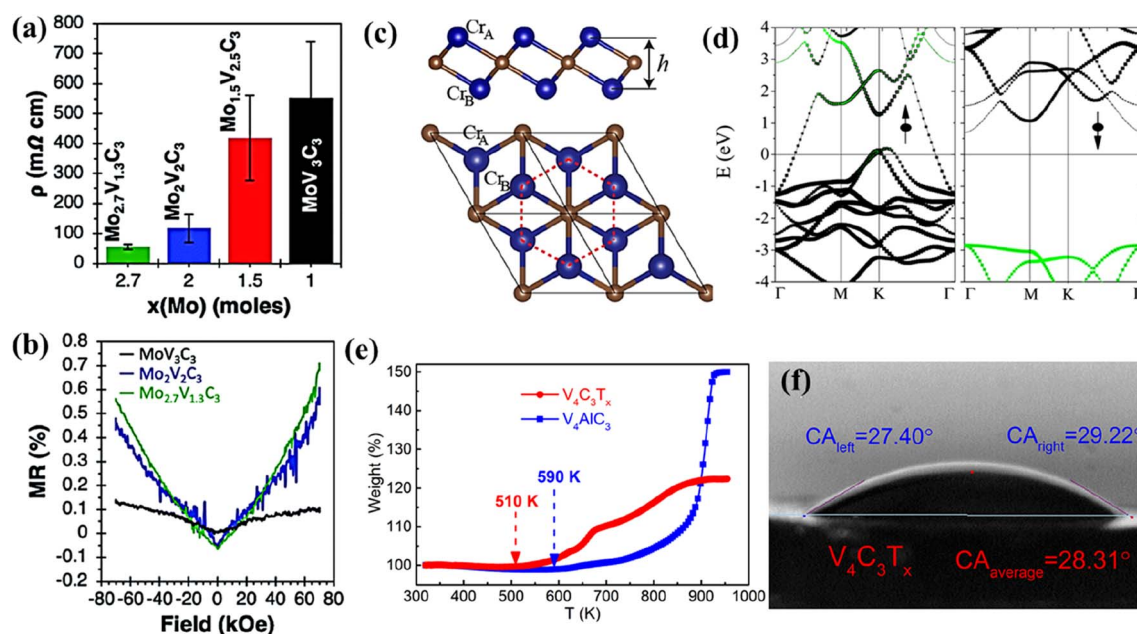 (a)
800
700
600
500
400
300
200
100
0
ρ (mΩ cm)
Mo2.7V1.3C3
Mo2V2C3
Mo1.5V2.5C3
MoV3C3
2.7 2 1.5 1
x(Mo) (moles)
(b)
0.8
0.7
0.6
0.5
0.4
0.3
0.2
0.1
0
-0.1
-0.2
MR (%)
MoV3C3
Mo2V2C3
Mo2.7V1.3C3
-80 -60 -40 -20 0 20 40 60 80
Field (kOe)
(c)
CrA
CrB
h
CrA
CrB
(d)
4
3
2
1
0
-1
-2
-3
-4
E (eV)
Γ M K Γ
Γ M K Γ
(e)
150
140
130
120
110
100
Weight (%)
V4C3Tx
V4AlC3
510 K
590 K
300 400 500 600 700 800 900 1000
T (K)
(f)
CAleft=27.40°
CAright=29.22°
V4C3Tx
CAaverage=28.31°